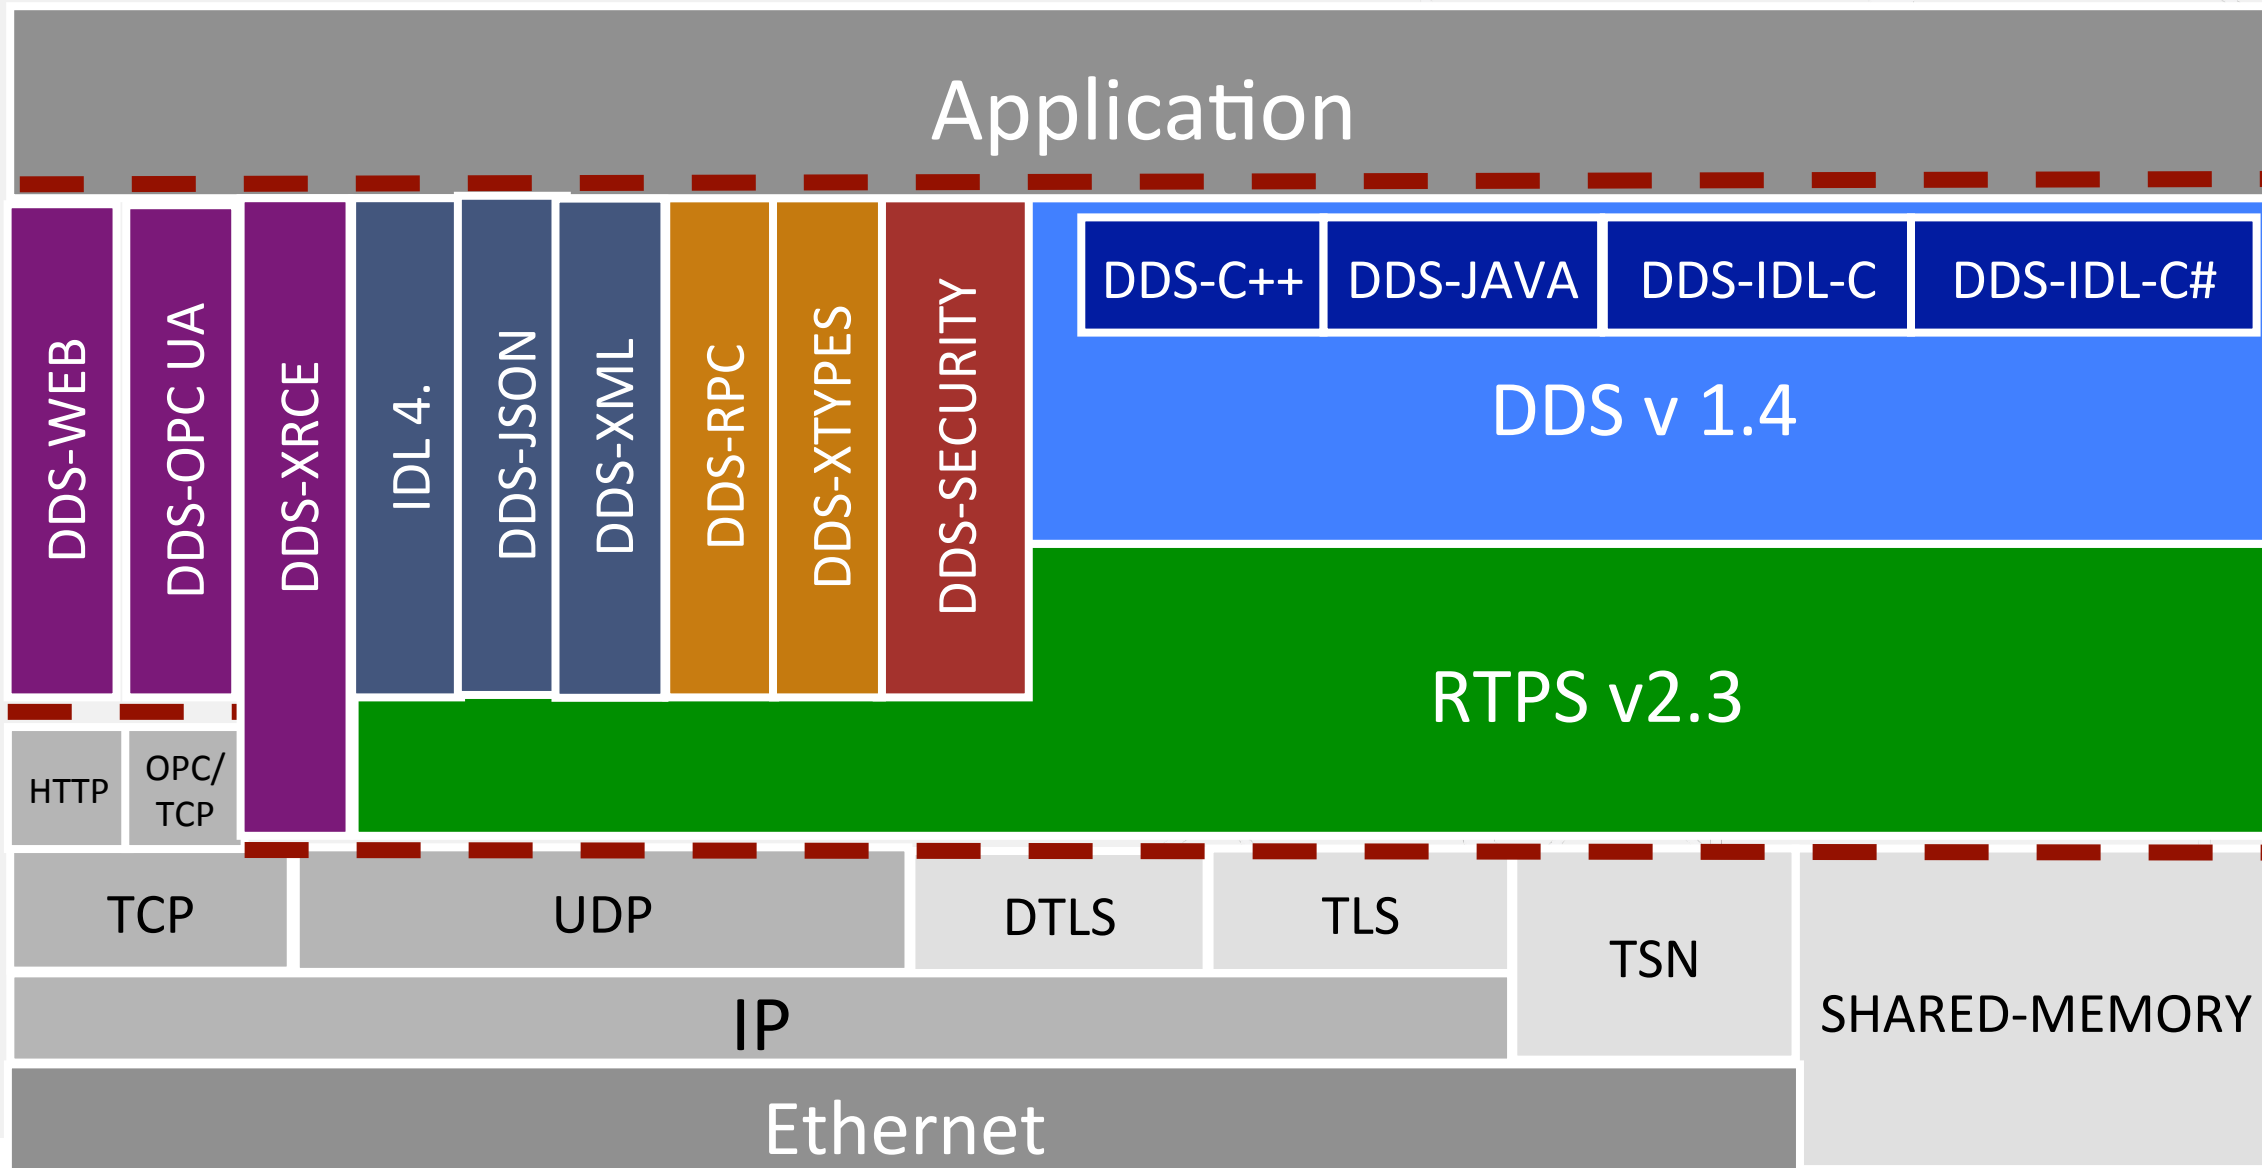 Application
DDS-WEB
DDS-OPC UA
DDS-XRCE
IDL 4.
DDS-JSON
DDS-XML
DDS-RPC
DDS-XTYPES
DDS-SECURITY
DDS-C++
DDS-JAVA
DDS-IDL-C
DDS-IDL-C#
DDS v 1.4
RTPS v2.3
HTTP
OPC/
TCP
TCP
UDP
DTLS
TLS
TSN
SHARED-MEMORY
IP
Ethernet